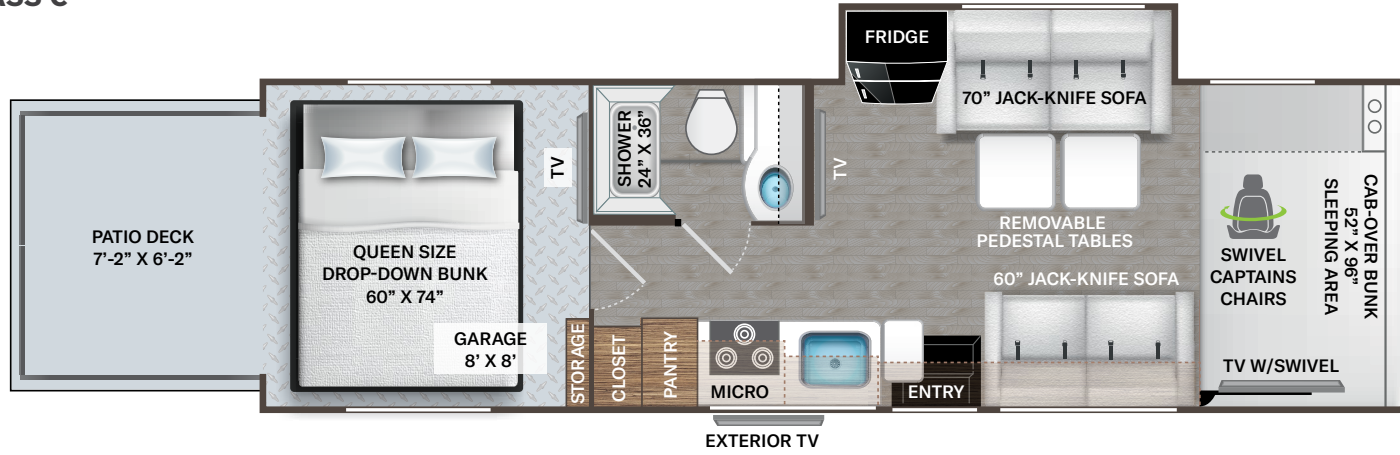 FRIDGE
70” JACK-KNIFE SOFA
SHOWER
24” X 36”
TV
TV
PATIO DECK
7’-2” X 6’-2”
QUEEN SIZE
DROP-DOWN BUNK
60” X 74”
GARAGE
8’ X 8’
REMOVABLE
PEDESTAL TABLES
60” JACK-KNIFE SOFA
SWIVEL
CAPTAINS
CHAIRS
CAB-OVER BUNK
52” X 96”
SLEEPING AREA
TV W/SWIVEL
STORAGE
CLOSET
PANTRY
MICRO
ENTRY
EXTERIOR TV